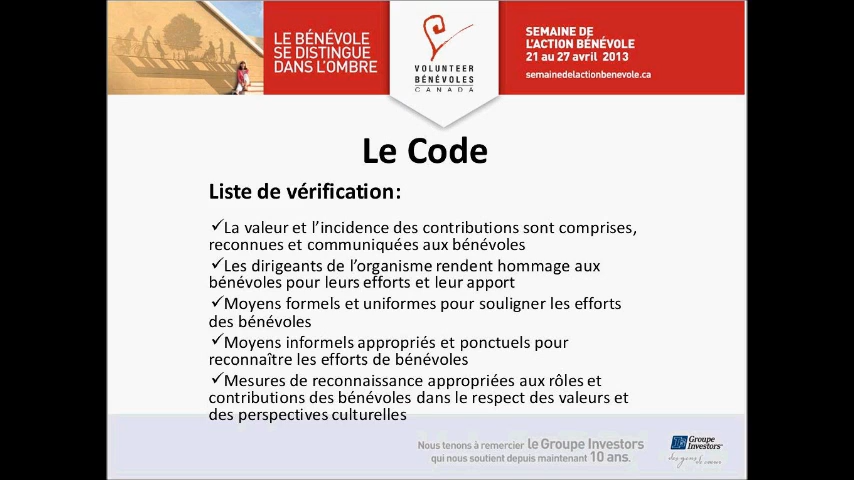 LE BÉNÉVOLE
SE DISTINGUE
DANS L'OMBRE
VOLUNTEER
BÉNÉVOLES
CANADA
SEMAINE DE
L'ACTION BÉNÉVOLE
21 au 27 avril 2013
semainedelactionbenevole.ca
Le Code
Liste de vérification:
✓La valeur et l'incidence des contributions sont comprises,
reconnues et communiquées aux bénévoles
✓Les dirigeants de l'organisme rendent hommage aux
bénévoles pour leurs efforts et leur apport
✓Moyens formels et uniformes pour souligner les efforts
des bénévoles
✓Moyens informels appropriés et ponctuels pour
reconnaître les efforts de bénévoles
✓Mesures de reconnaissance appropriées aux rôles et
contributions des bénévoles dans le respect des valeurs et
des perspectives culturelles
Nous tenons à remercier le Groupe Investors
qui nous soutient depuis maintenant 10 ans.
Groupe
Investors